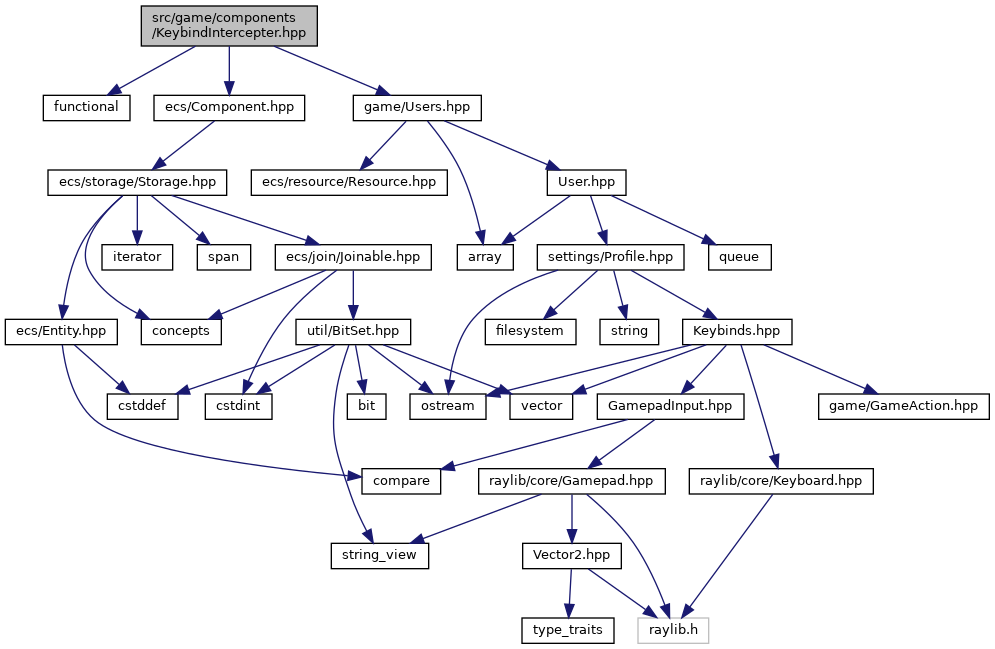 src/game/components
/KeybindIntercepter.hpp
functional
ecs/Component.hpp
game/Users.hpp
ecs/storage/Storage.hpp
ecs/resource/Resource.hpp
User.hpp
iterator
span
ecs/join/Joinable.hpp
array
settings/Profile.hpp
queue
ecs/Entity.hpp
concepts
util/BitSet.hpp
filesystem
string
Keybinds.hpp
cstddef
cstdint
bit
ostream
vector
GamepadInput.hpp
game/GameAction.hpp
compare
raylib/core/Gamepad.hpp
raylib/core/Keyboard.hpp
string_view
Vector2.hpp
type_traits
raylib.h